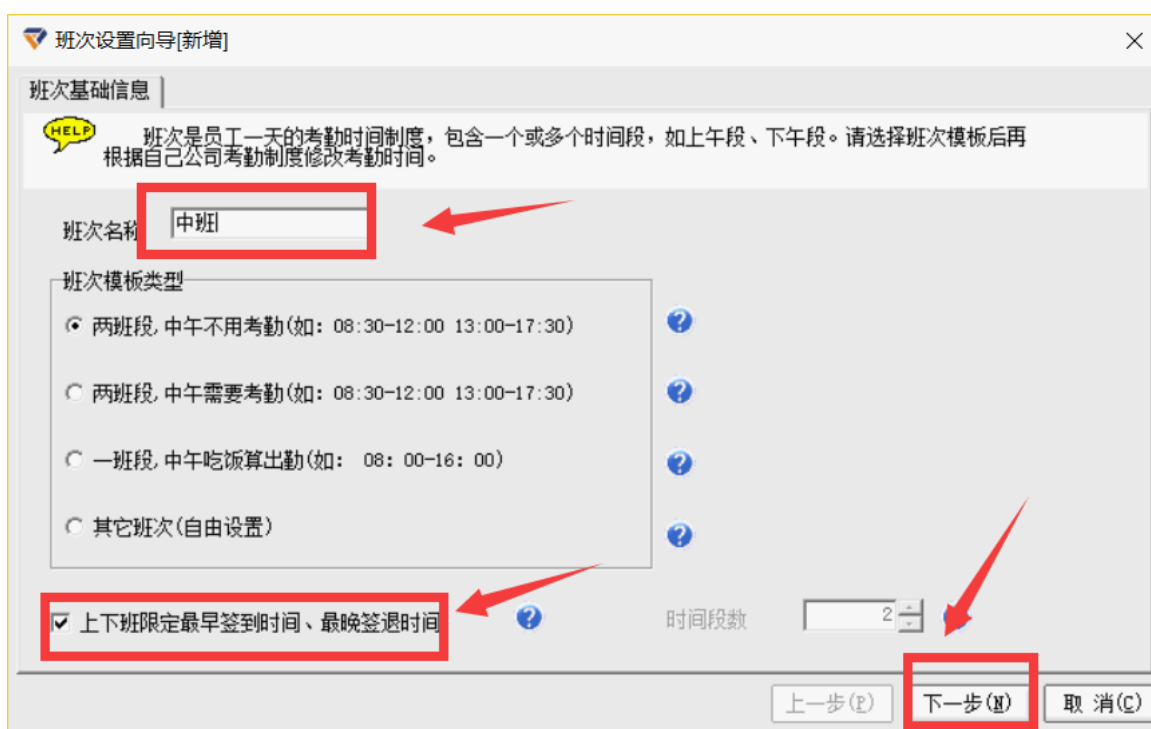 班次设置向导[新增]
班次基础信息
HELP
班次是员工一天的考勤时间制度，包含一个或多个时间段，如上午段、下午段。请选择班次模板后再
根据自己公司考勤制度修改考勤时间。
班次名称 中班
班次模板类型
两班段,中午不用考勤(如: 08:30-12:00 13:00-17:30)
两班段,中午需要考勤(如: 08:30-12:00 13:00-17:30)
一班段,中午吃饭算出勤(如: 08: 00-16: 00)
其它班次(自由设置)
上下班限定最早签到时间、最晚签退时间 时间段数 2
上一步(P) 下一步(N) 取 消(C)